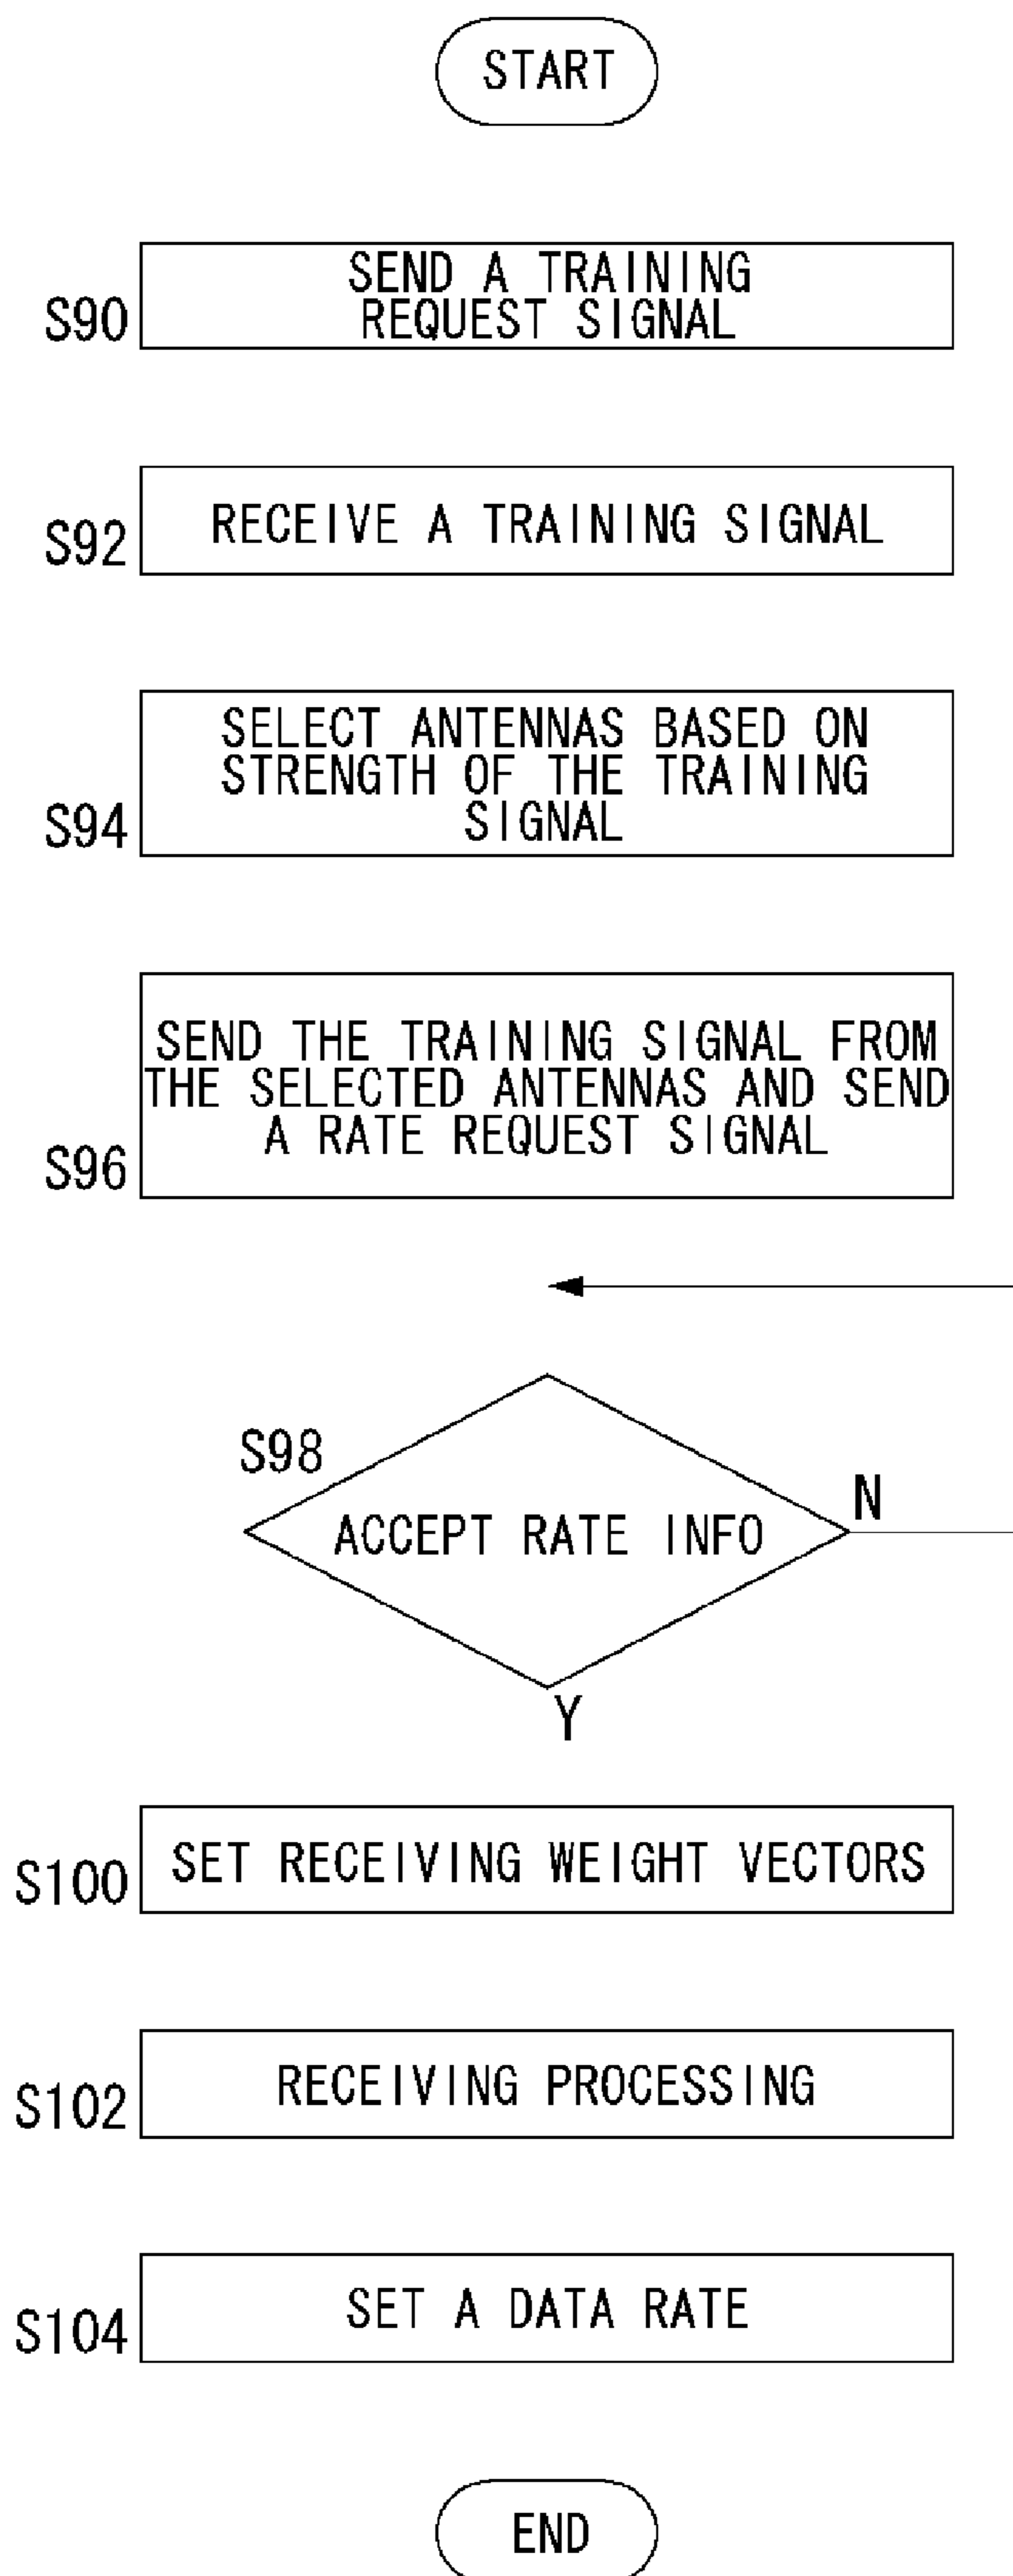 START
SEND A TRAINING
REQUEST SIGNAL
S90
RECEIVE A TRAINING SIGNAL
S92
SELECT ANTENNAS BASED ON
STRENGTH OF THE TRAINING
SIGNAL
S94
SEND THE TRAINING SIGNAL FROM
THE SELECTED ANTENNAS AND SEND
A RATE REQUEST SIGNAL
S96
S98
N
ACCEPT RATE INFO
Y
S100
SET RECEIVING WEIGHT VECTORS
S102
RECEIVING PROCESSING
S104
SET A DATA RATE
END